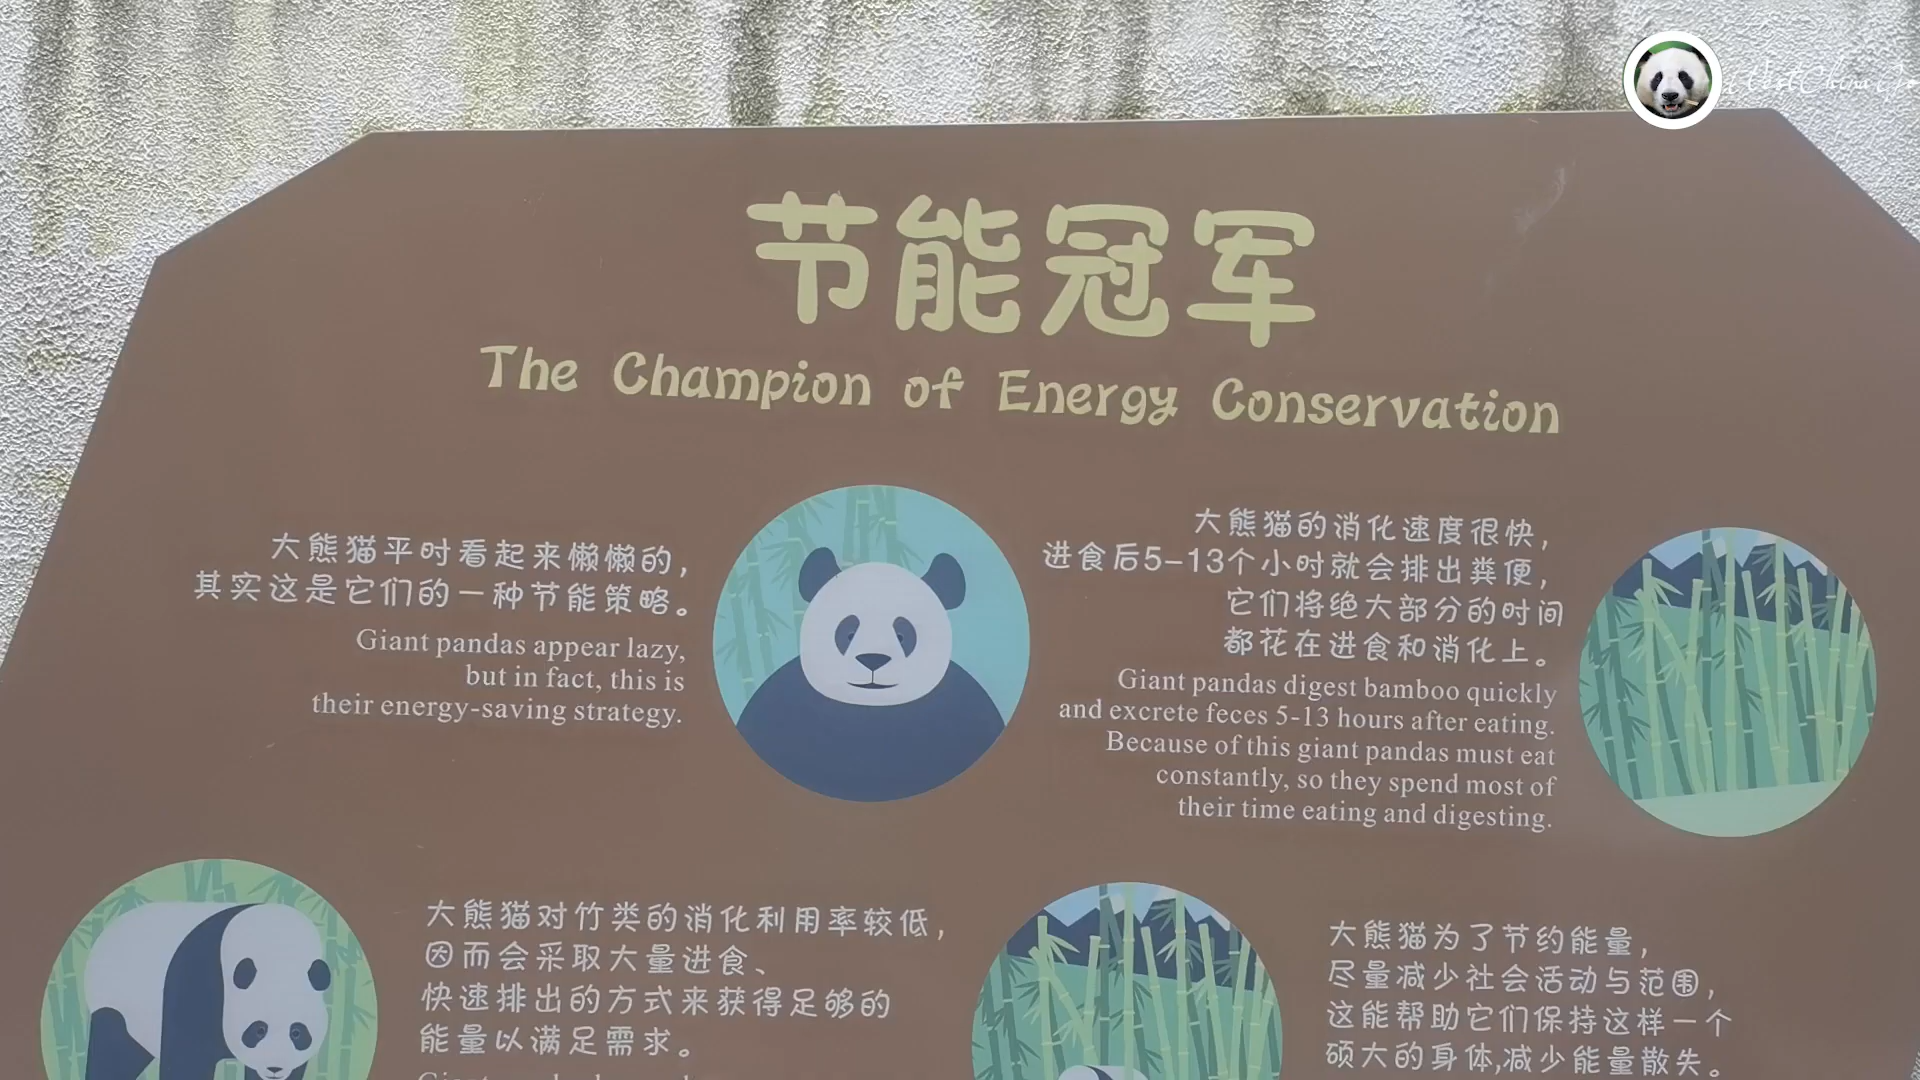 节能冠军
The Champion of Energy Conservation
大熊猫平时看起来懒懒的，
其实这是它们的一种节能策略。
Giant pandas appear lazy,
but in fact, this is
their energy-saving strategy.
大熊猫的消化速度很快，
进食后5-13个小时就会排出粪便，
它们将绝大部分的时间
都花在进食和消化上。
Giant pandas digest bamboo quickly
and excrete feces 5-13 hours after eating.
Because of this giant pandas must eat
constantly, so they spend most of
their time eating and digesting.
大熊猫对竹类的消化利用率较低，
因而会采取大量进食、
快速排出的方式来获得足够的
能量以满足需求。
大熊猫为了节约能量，
尽量减少社会活动与范围，
这能帮助它们保持这样一个
硕大的身体,减少能量散失。